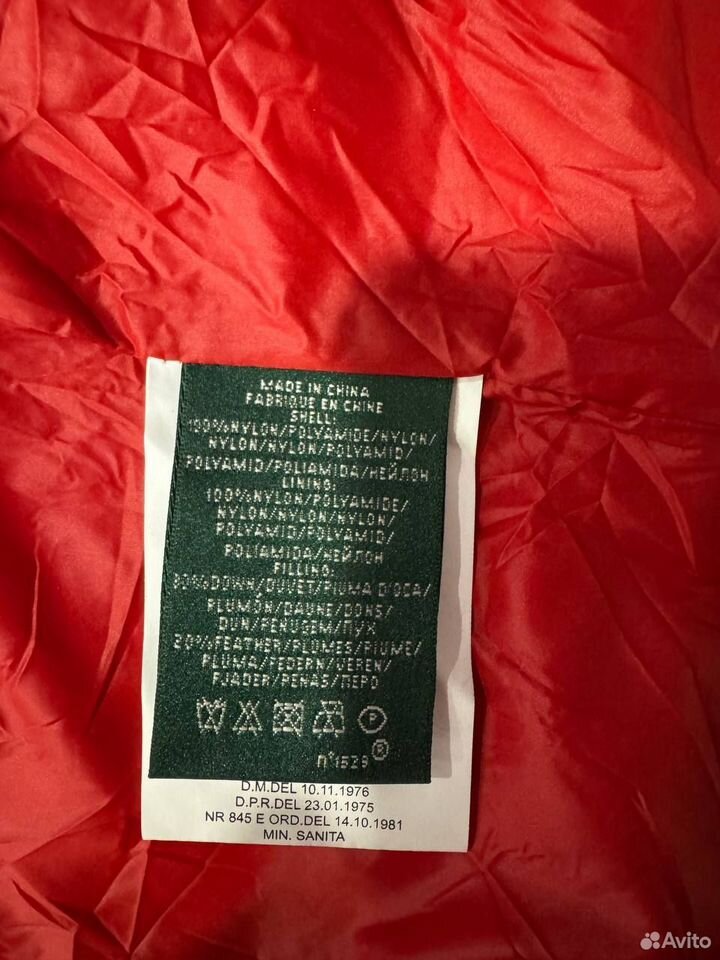 MADE IN CHINA
FABRIQUE EN CHINE
SHELL:
100%NYLON/POLYAMIDE/NYLON/
NYLON/NYLON/POLYAMID/
POLYAMID/POLIAMIDA/НЕЙЛОН
LINING:
100%NYLON/POLYAMIDE/
NYLON/NYLON/NYLON/
POLYAMID/POLYAMID/
POLIAMIDA/НЕЙЛОН
FILLING:
80%DOWN/DUVET/PIUMA D'OCA/
PLUMÓN/DAUNE/DONS/
DUN/PENUGEM/ПУХ
20%FEATHER/PLUMES/PIUME/
PLUMA/FEDERN/VEREN/
FJADER/PENAS/ПЕРО
P
n°1529®
D.M.DEL 10.11.1976
D.P.R.DEL 23.01.1975
NR 845 E ORD.DEL 14.10.1981
MIN. SANITA
Avito